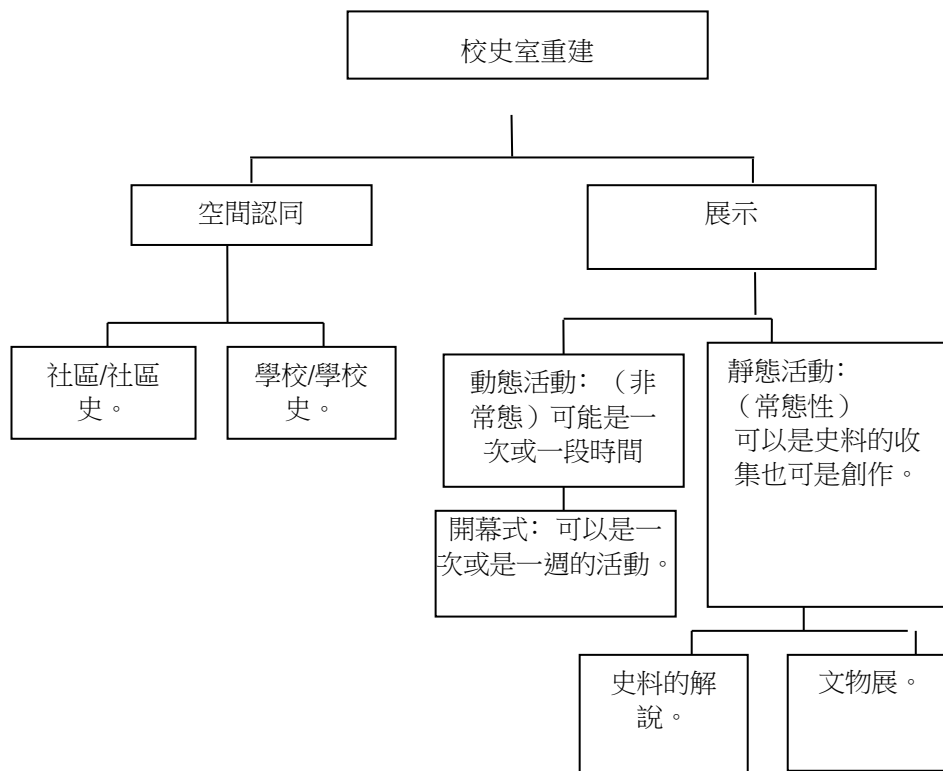 校史室重建
空間認同
展示
社區/社區
史。
學校/學校
史。
動態活動：（非
常態）可能是一
次或一段時間
靜態活動：
（常態性）
可以是史料的收
集也可是創作。
開幕式：可以是一
次或是一週的活動。
史料的解
說。
文物展。